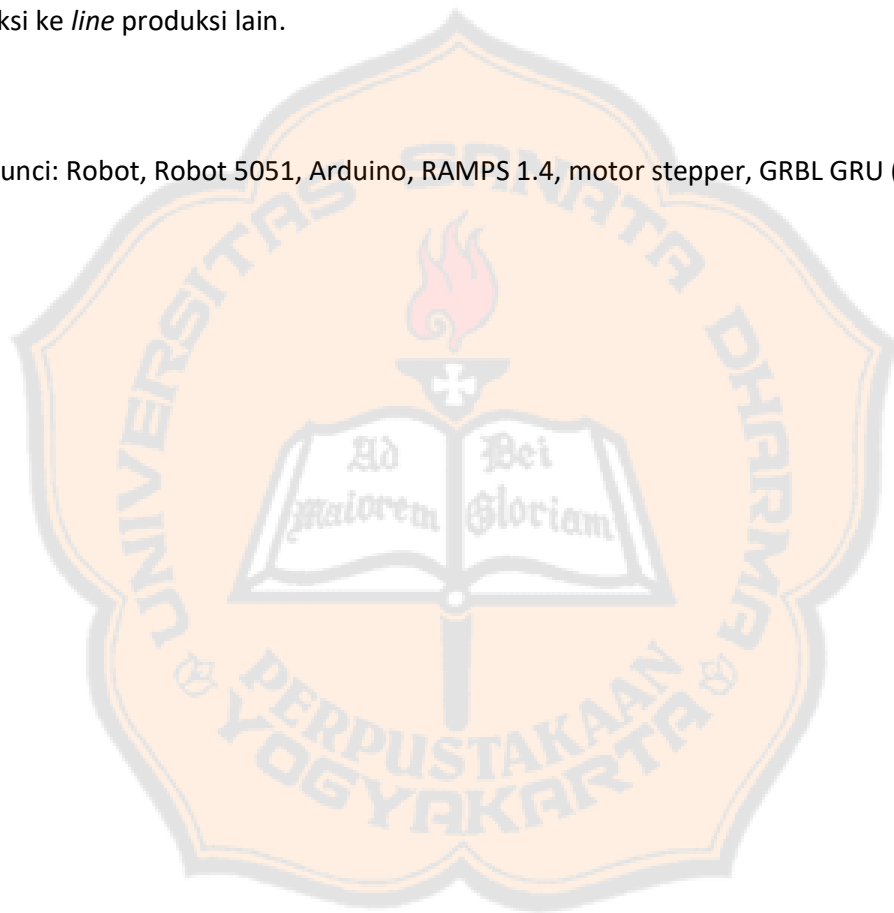 ksi ke line produksi lain.
unci: Robot, Robot 5051, Arduino, RAMPS 1.4, motor stepper, GRBL GRU (
UNIVERSITAS SANATA DHARMA
Ad
Dei
maiorem
Gloriam
PERPUSTAKAAN
YOGYAKARTA